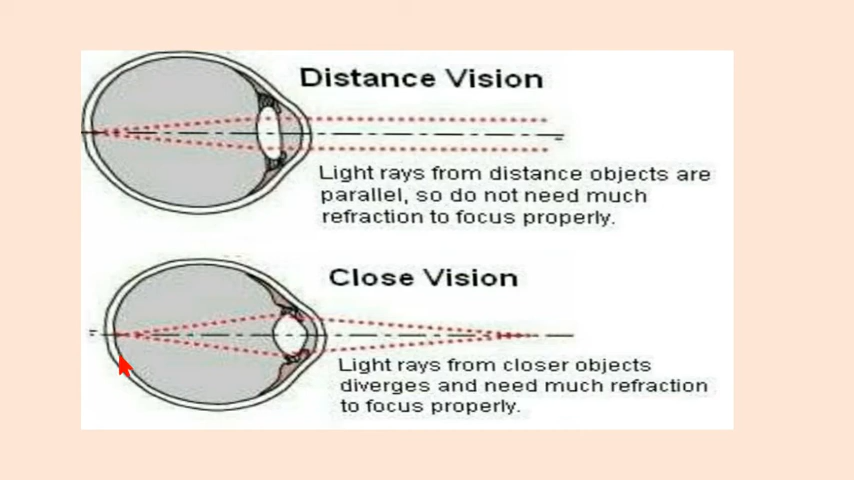 Distance Vision
Light rays from distance objects are
parallel, so do not need much
refraction to focus properly.
Close Vision
Light rays from closer objects
diverges and need much refraction
to focus properly.